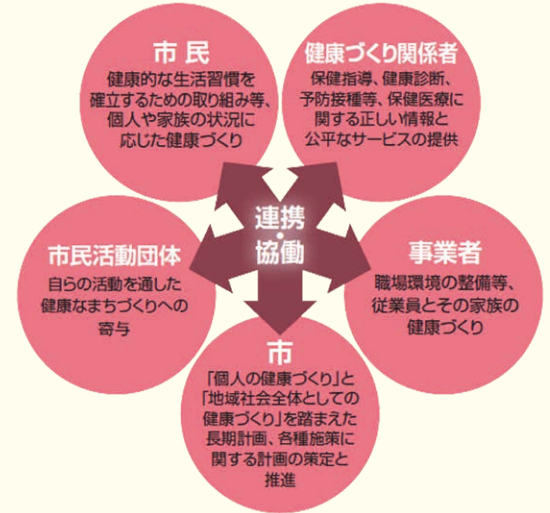 市民
健康的な生活習慣を
確立するための取り組み等、
個人や家族の状況に
応じた健康づくり
健康づくり関係者
保健指導、健康診断、
予防接種等、保健医療に
関する正しい情報と
公平なサービスの提供
連携
・
協働
市民活動団体
自らの活動を通した
健康なまちづくりへの
寄与
事業者
職場環境の整備等、
従業員とその家族の
健康づくり
市
「個人の健康づくり」と
「地域社会全体としての
健康づくり」を踏まえた
長期計画、各種施策に
関する計画の策定と
推進